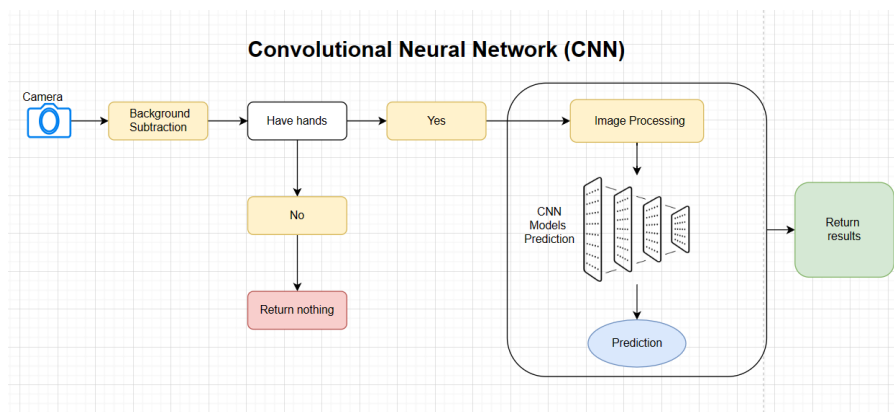 Convolutional Neural Network (CNN)
Camera
Background
Subtraction
Have hands
Yes
Image Processing
No
CNN
Models
Prediction
Return
results
Return nothing
Prediction